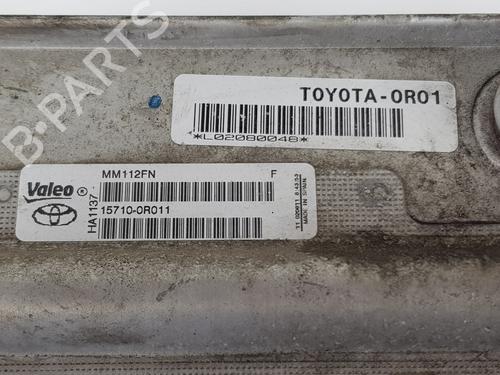 B-PARTS
TOYOTA-0R01
*L02080048*
Valeo®
HA1137
MM112FN F
15710-0R011
MADE IN SPAIN